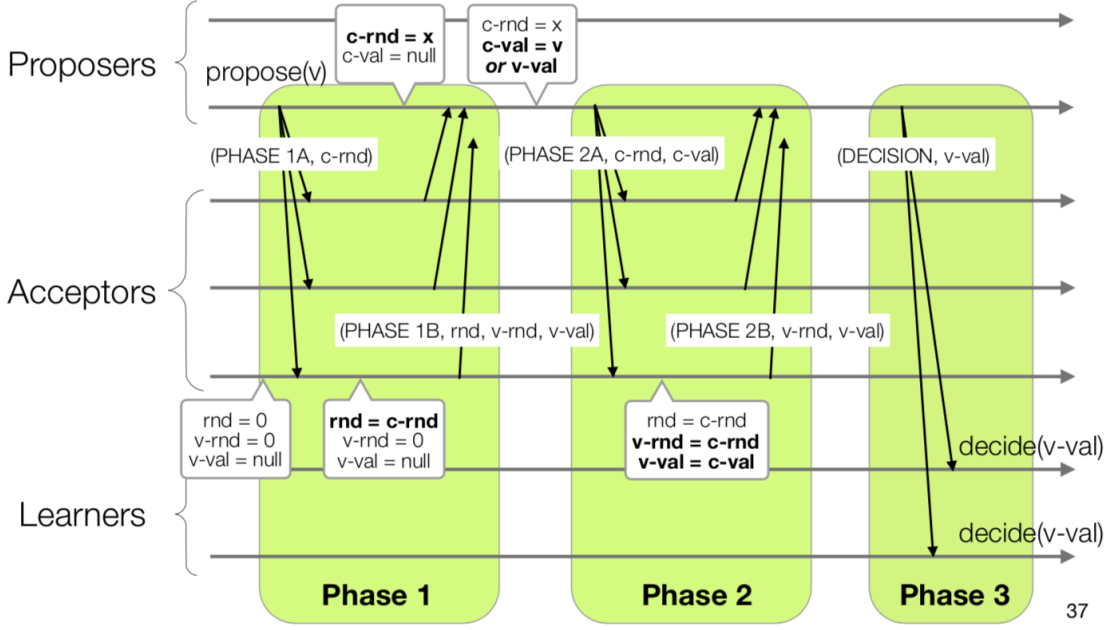 c-rnd = x
c-val = null
c-rnd = x
c-val = v
or v-val
Proposers
propose(v)
(PHASE 1A, c-rnd)
(PHASE 2A, c-rnd, c-val)
(DECISION, v-val)
Acceptors
(PHASE 1B, rnd, v-rnd, v-val)
(PHASE 2B, v-rnd, v-val)
rnd = 0
v-rnd = 0
v-val = null
rnd = c-rnd
v-rnd = 0
v-val = null
rnd = c-rnd
v-rnd = c-rnd
v-val = c-val
decide(v-val)
Learners
decide(v-val)
Phase 1
Phase 2
Phase 3
37